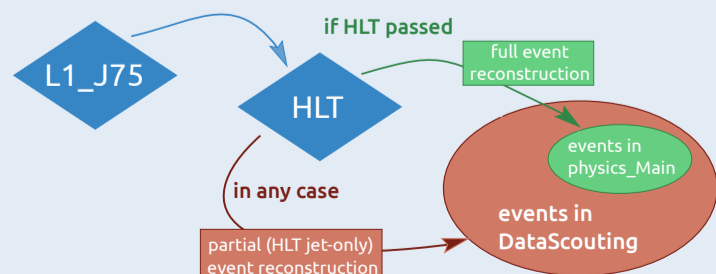 if HLT passed
L1_J75
full event
reconstruction
HLT
events in
physics_Main
in any case
events in
DataScouting
partial (HLT jet-only)
event reconstruction